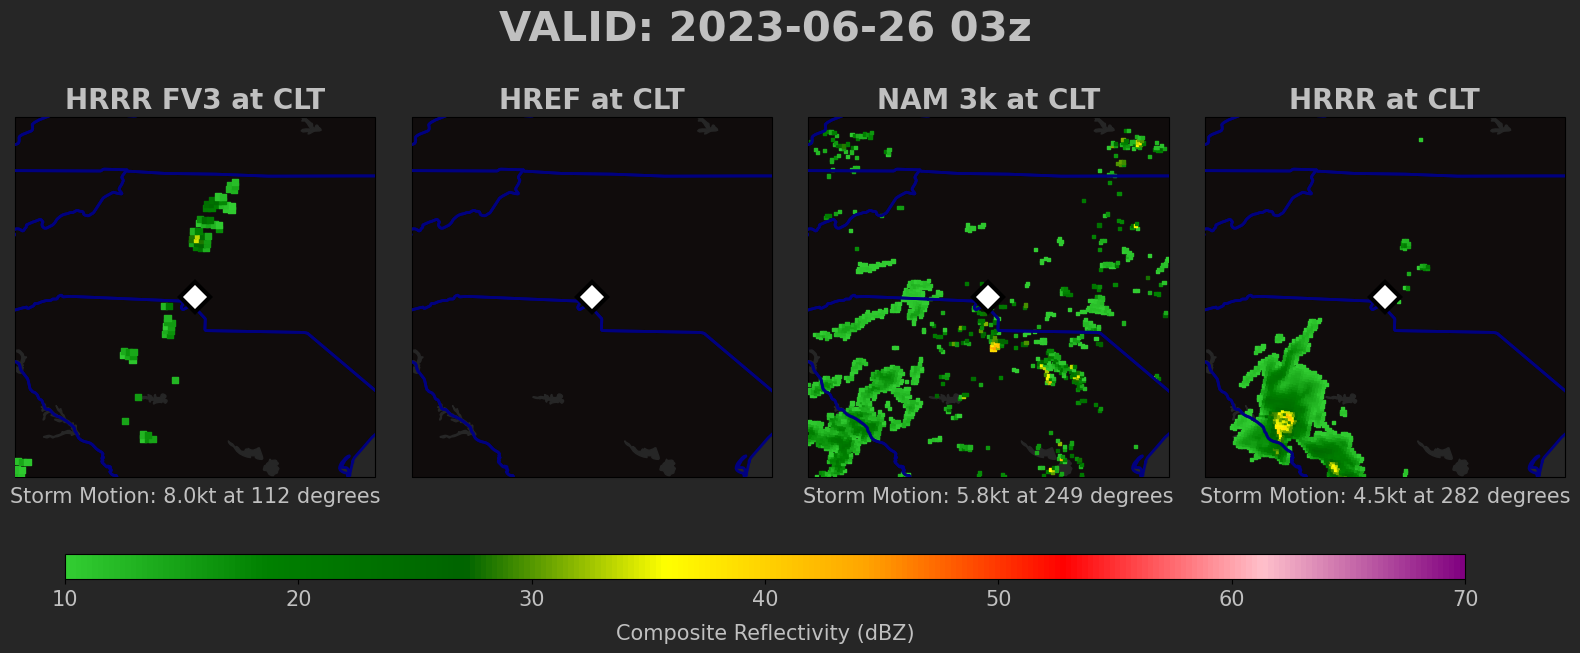 VALID: 2023-06-26 03z
HRRR FV3 at CLT
HREF at CLT
NAM 3k at CLT
HRRR at CLT
Storm Motion: 8.0kt at 112 degrees
Storm Motion: 5.8kt at 249 degrees
Storm Motion: 4.5kt at 282 degrees
10 20 30 40 50 60 70
Composite Reflectivity (dBZ)